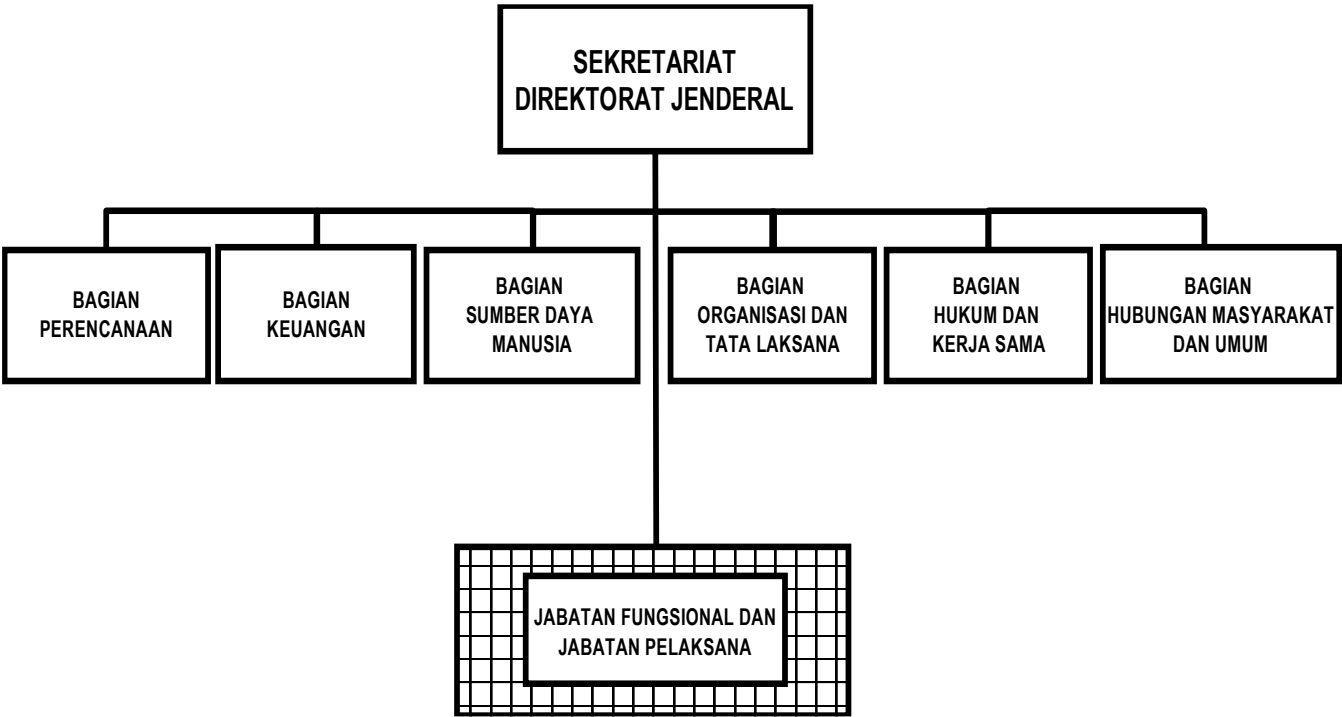 SEKRETARIAT
DIREKTORAT JENDERAL
BAGIAN
PERENCANAAN
BAGIAN
KEUANGAN
BAGIAN
SUMBER DAYA
MANUSIA
BAGIAN
ORGANISASI DAN
TATA LAKSANA
BAGIAN
HUKUM DAN
KERJA SAMA
BAGIAN
HUBUNGAN MASYARAKAT
DAN UMUM
JABATAN FUNGSIONAL DAN
JABATAN PELAKSANA